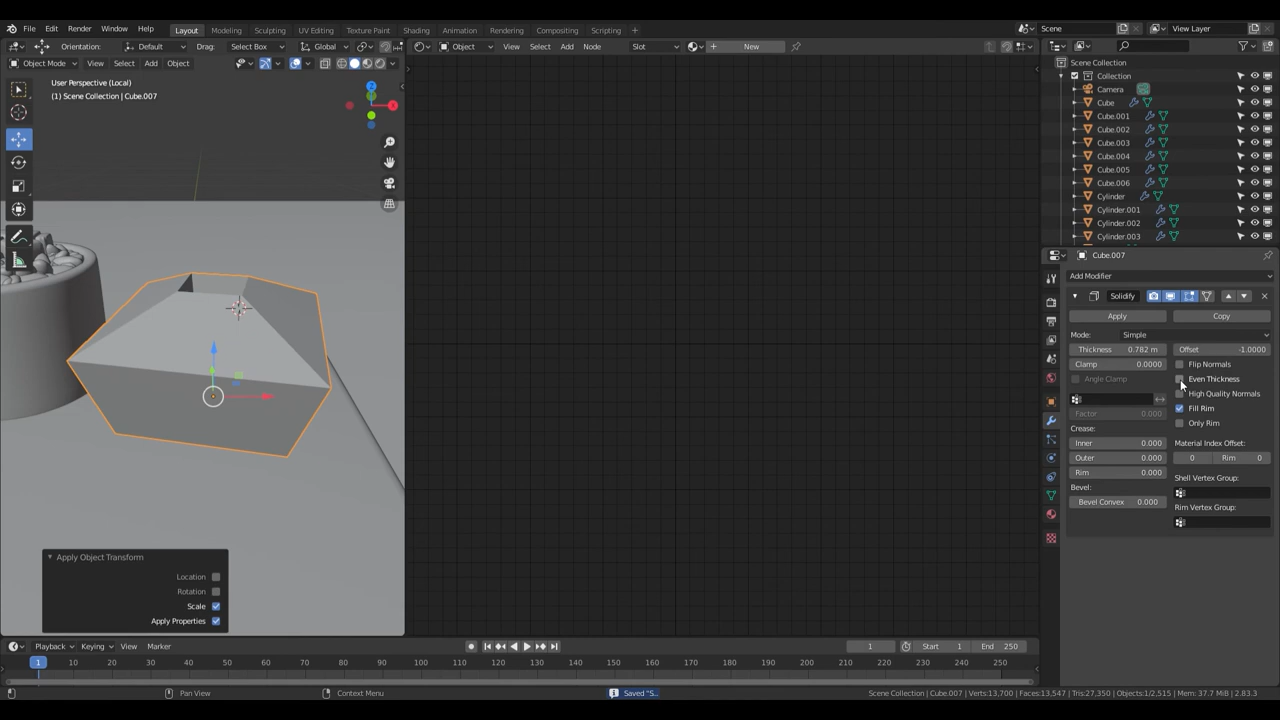 File Edit Render Window Help Layout Modeling Sculpting UV Editing Texture Paint Shading Animation Rendering Compositing Scripting + Scene View Layer
Orientation: Default Drag: Select Box Global Object View Select Add Node Slot + New
Object Mode View Select Add Object
User Perspective (Local)
(1) Scene Collection | Cube.007
Scene Collection
Collection
Camera
Cube
Cube.001
Cube.002
Cube.003
Cube.004
Cube.005
Cube.006
Cylinder
Cylinder.001
Cylinder.002
Cylinder.003
Cube.007
Add Modifier
Solidify
Apply Copy
Mode: Simple
Thickness 0.782 m Offset -1.0000
Clamp 0.0000 Flip Normals
Angle Clamp Even Thickness
High Quality Normals
Fill Rim
Factor 0.000
Only Rim
Crease:
Inner 0.000 Material Index Offset:
Outer 0.000 0 Rim 0
Rim 0.000 Shell Vertex Group:
Bevel:
Bevel Convex 0.000 Rim Vertex Group:
Apply Object Transform
Location
Rotation
Scale
Apply Properties
Playback Keying View Marker 1 Start 1 End 250
1 10 20 30 40 50 60 70 80 90 100 110 120 130 140 150 160 170 180 190 200 210 220 230 240 250
Pan View Context Menu Saved "S.. Scene Collection | Cube.007 | Verts:13,700 | Faces:13,547 | Tris:27,350 | Objects:1/2,515 | Mem: 37.7 MiB | 2.83.3